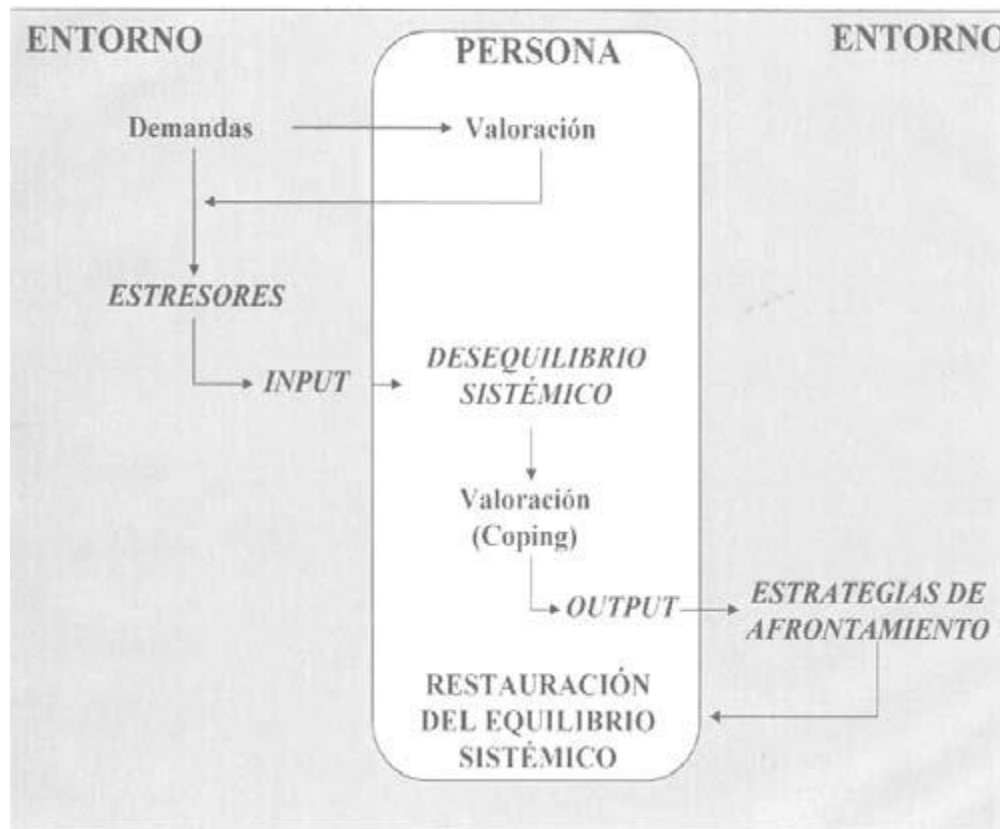 ENTORNO
PERSONA
ENTORNO
Demandas
Valoración
ESTRESORES
INPUT
DESEQUILIBRIO
SISTÉMICO
Valoración
(Coping)
OUTPUT
ESTRATEGIAS DE
AFRONTAMIENTO
RESTAURACIÓN
DEL EQUILIBRIO
SISTÉMICO